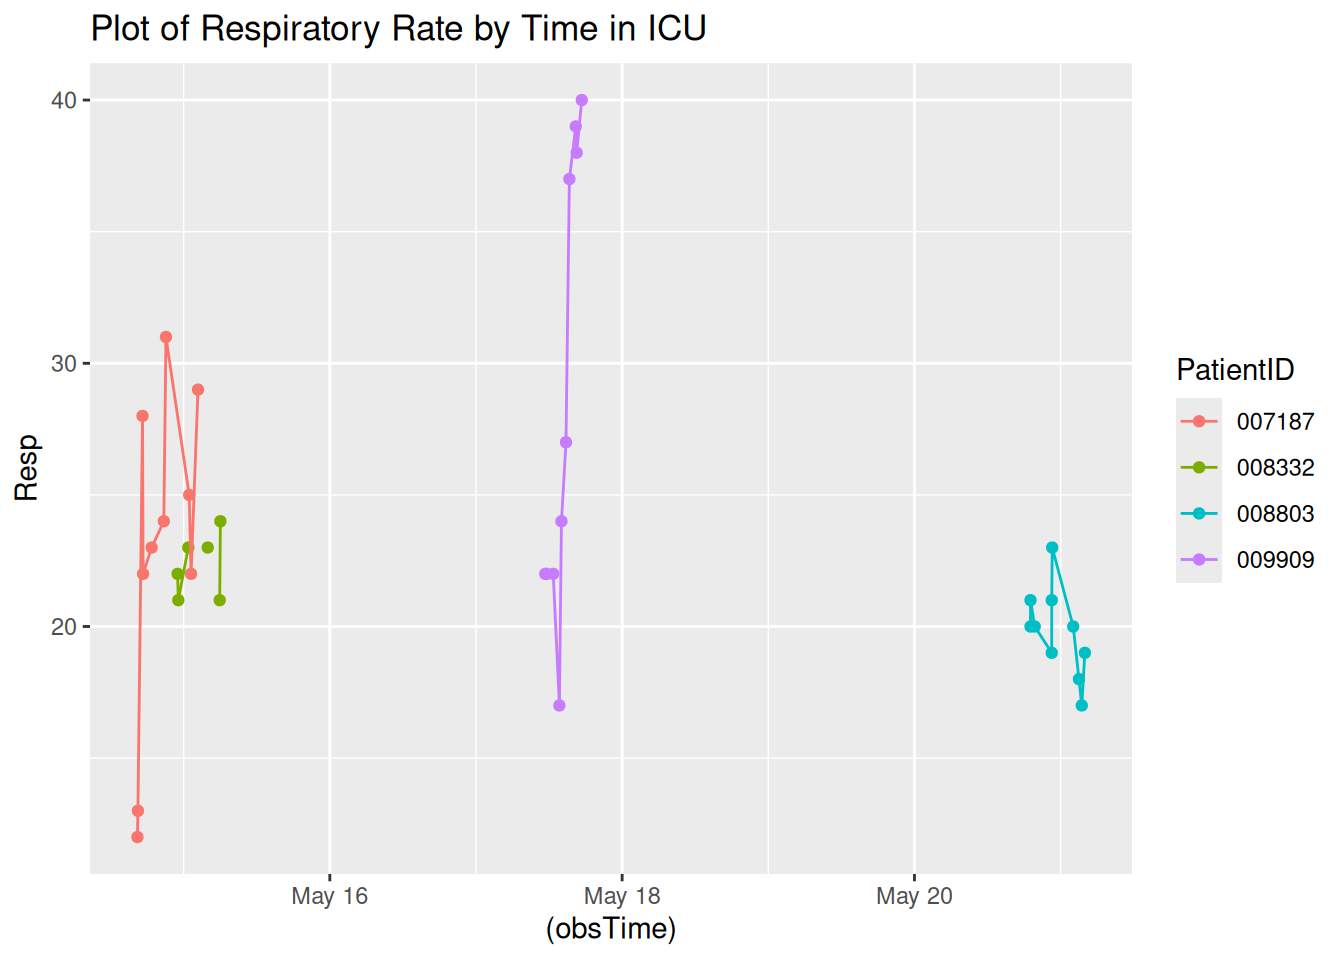 Plot of Respiratory Rate by Time in ICU
40
30
20
Resp
May 16
May 18
May 20
(obsTime)
PatientID
007187
008332
008803
009909